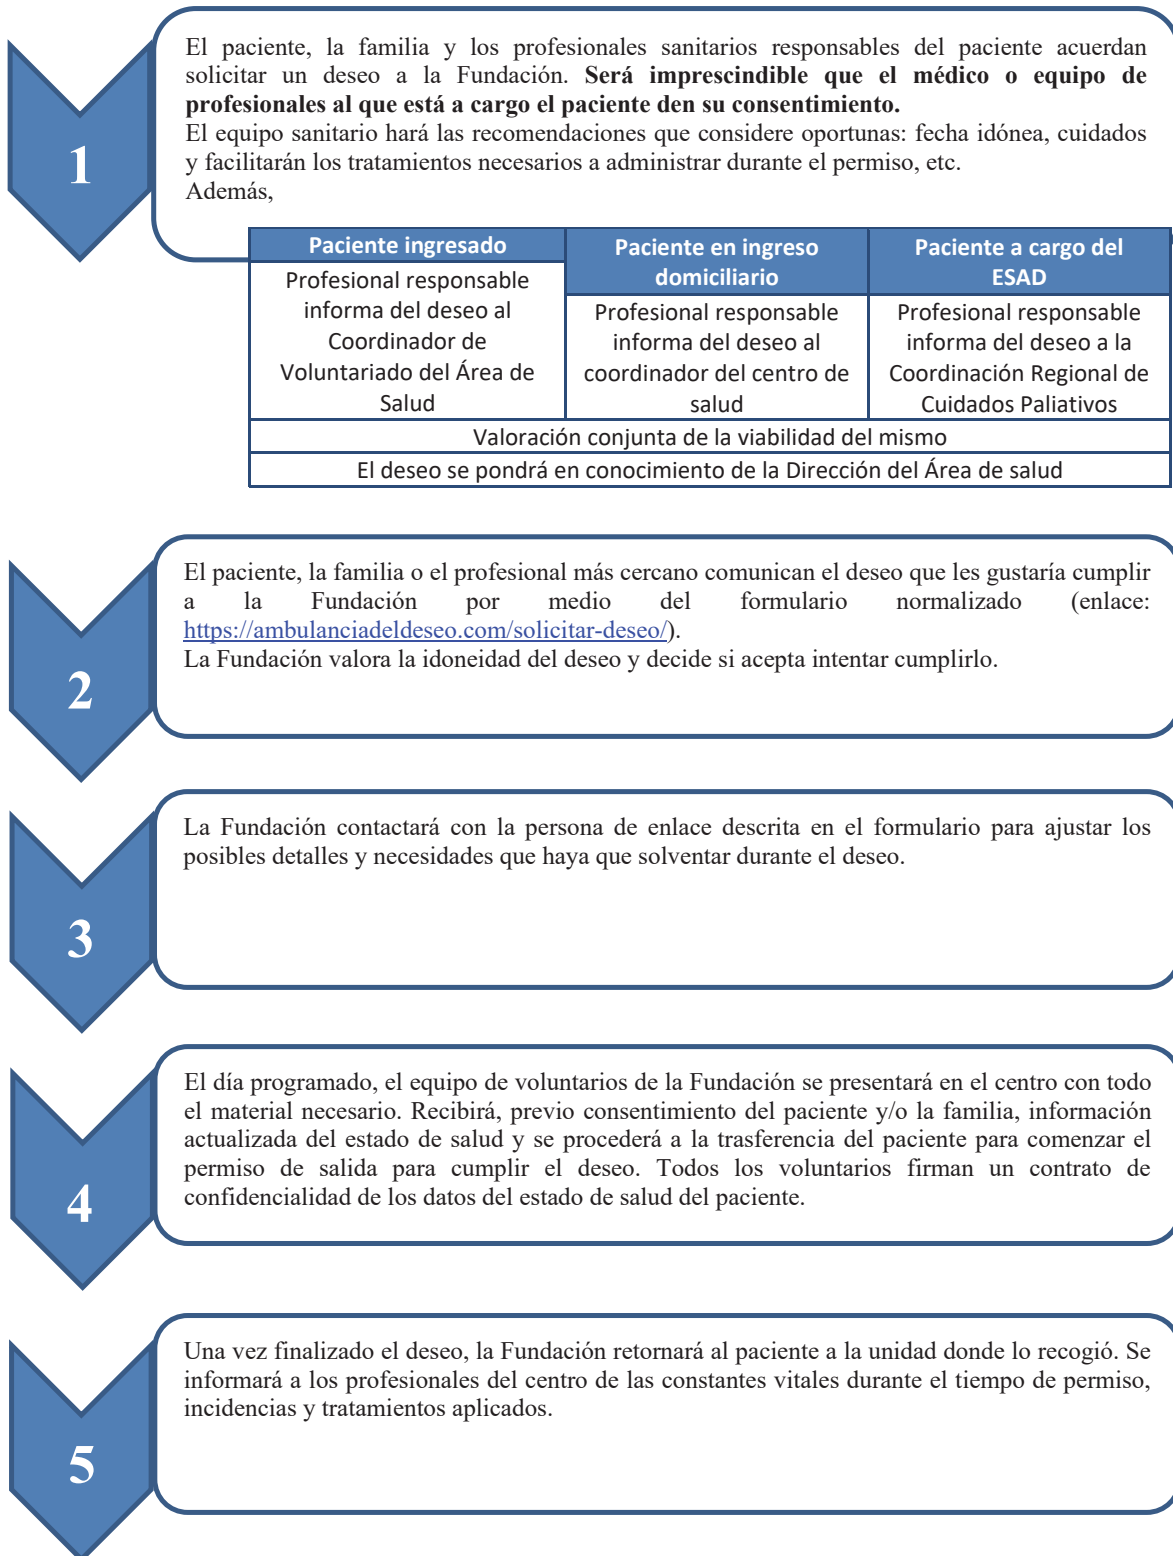 1
El paciente, la familia y los profesionales sanitarios responsables del paciente acuerdan
solicitar un deseo a la Fundación. Será imprescindible que el médico o equipo de
profesionales al que está a cargo el paciente den su consentimiento.
El equipo sanitario hará las recomendaciones que considere oportunas: fecha idónea, cuidados
y facilitarán los tratamientos necesarios a administrar durante el permiso, etc.
Además,
Paciente ingresado
Profesional responsable
informa del deseo al
Coordinador de
Voluntariado del Área de
Salud
Paciente en ingreso
domiciliario
Profesional responsable
informa del deseo al
coordinador del centro de
salud
Paciente a cargo del
ESAD
Profesional responsable
informa del deseo a la
Coordinación Regional de
Cuidados Paliativos
Valoración conjunta de la viabilidad del mismo
El deseo se pondrá en conocimiento de la Dirección del Área de salud
2
El paciente, la familia o el profesional más cercano comunican el deseo que les gustaría cumplir
a la Fundación por medio del formulario normalizado (enlace:
https://ambulanciadeldeseo.com/solicitar-deseo/).
La Fundación valora la idoneidad del deseo y decide si acepta intentar cumplirlo.
3
La Fundación contactará con la persona de enlace descrita en el formulario para ajustar los
posibles detalles y necesidades que haya que solventar durante el deseo.
4
El día programado, el equipo de voluntarios de la Fundación se presentará en el centro con todo
el material necesario. Recibirá, previo consentimiento del paciente y/o la familia, información
actualizada del estado de salud y se procederá a la trasferencia del paciente para comenzar el
permiso de salida para cumplir el deseo. Todos los voluntarios firman un contrato de
confidencialidad de los datos del estado de salud del paciente.
5
Una vez finalizado el deseo, la Fundación retornará al paciente a la unidad donde lo recogió. Se
informará a los profesionales del centro de las constantes vitales durante el tiempo de permiso,
incidencias y tratamientos aplicados.